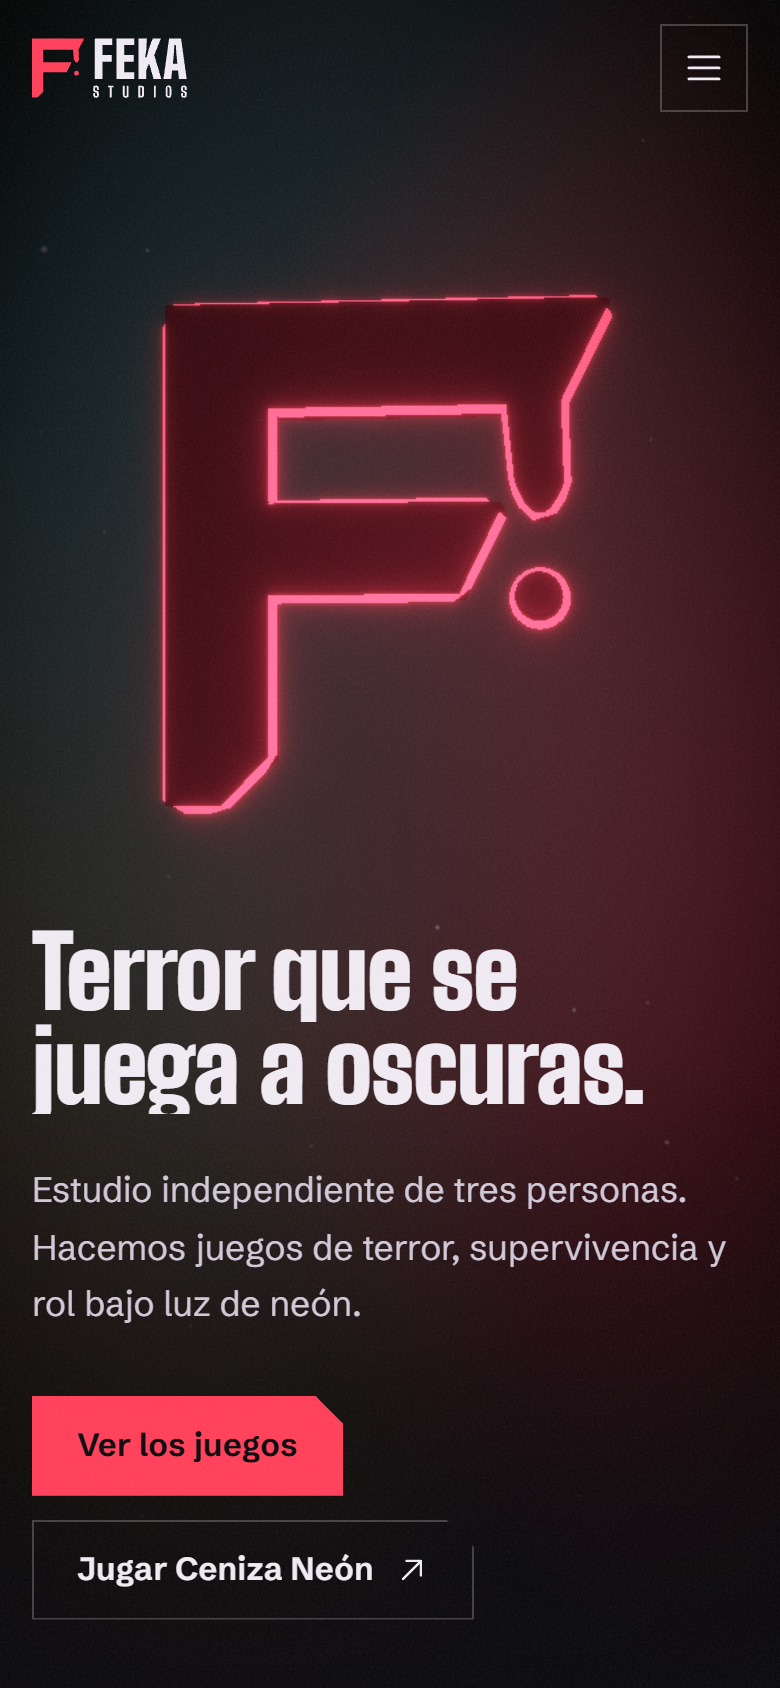 FEKA
STUDIOS
Terror que se
juega a oscuras.
Estudio independiente de tres personas.
Hacemos juegos de terror, supervivencia y
rol bajo luz de neón.
Ver los juegos
Jugar Ceniza Neón